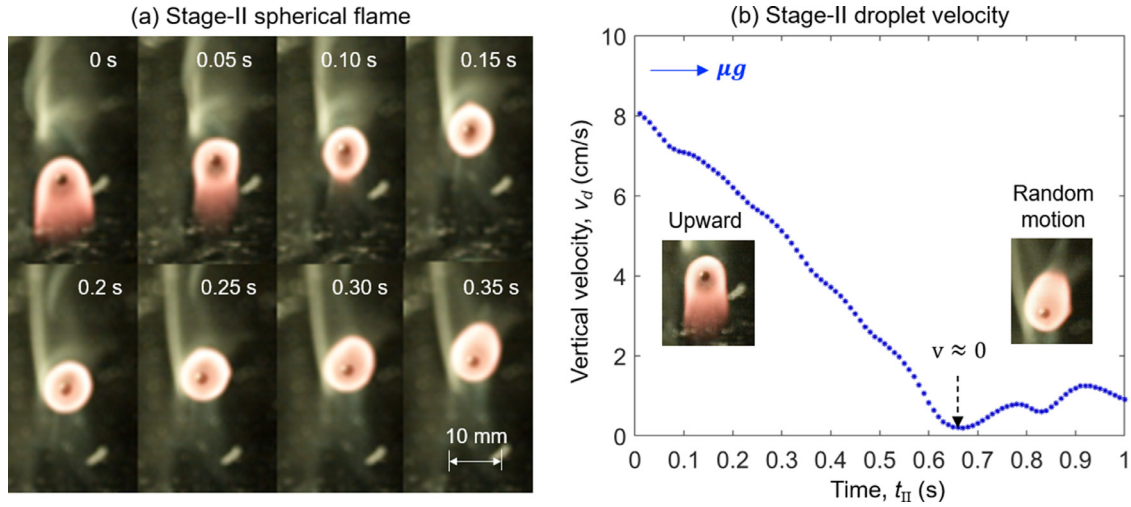 (a) Stage-II spherical flame
0 s
0.05 s
0.10 s
0.15 s
0.2 s
0.25 s
0.30 s
0.35 s
10 mm
(b) Stage-II droplet velocity
Vertical velocity, v_d (cm/s)
10
8
6
4
2
0
μg
Upward
Random
motion
v ≈ 0
0 0.1 0.2 0.3 0.4 0.5 0.6 0.7 0.8 0.9 1
Time, t_II (s)